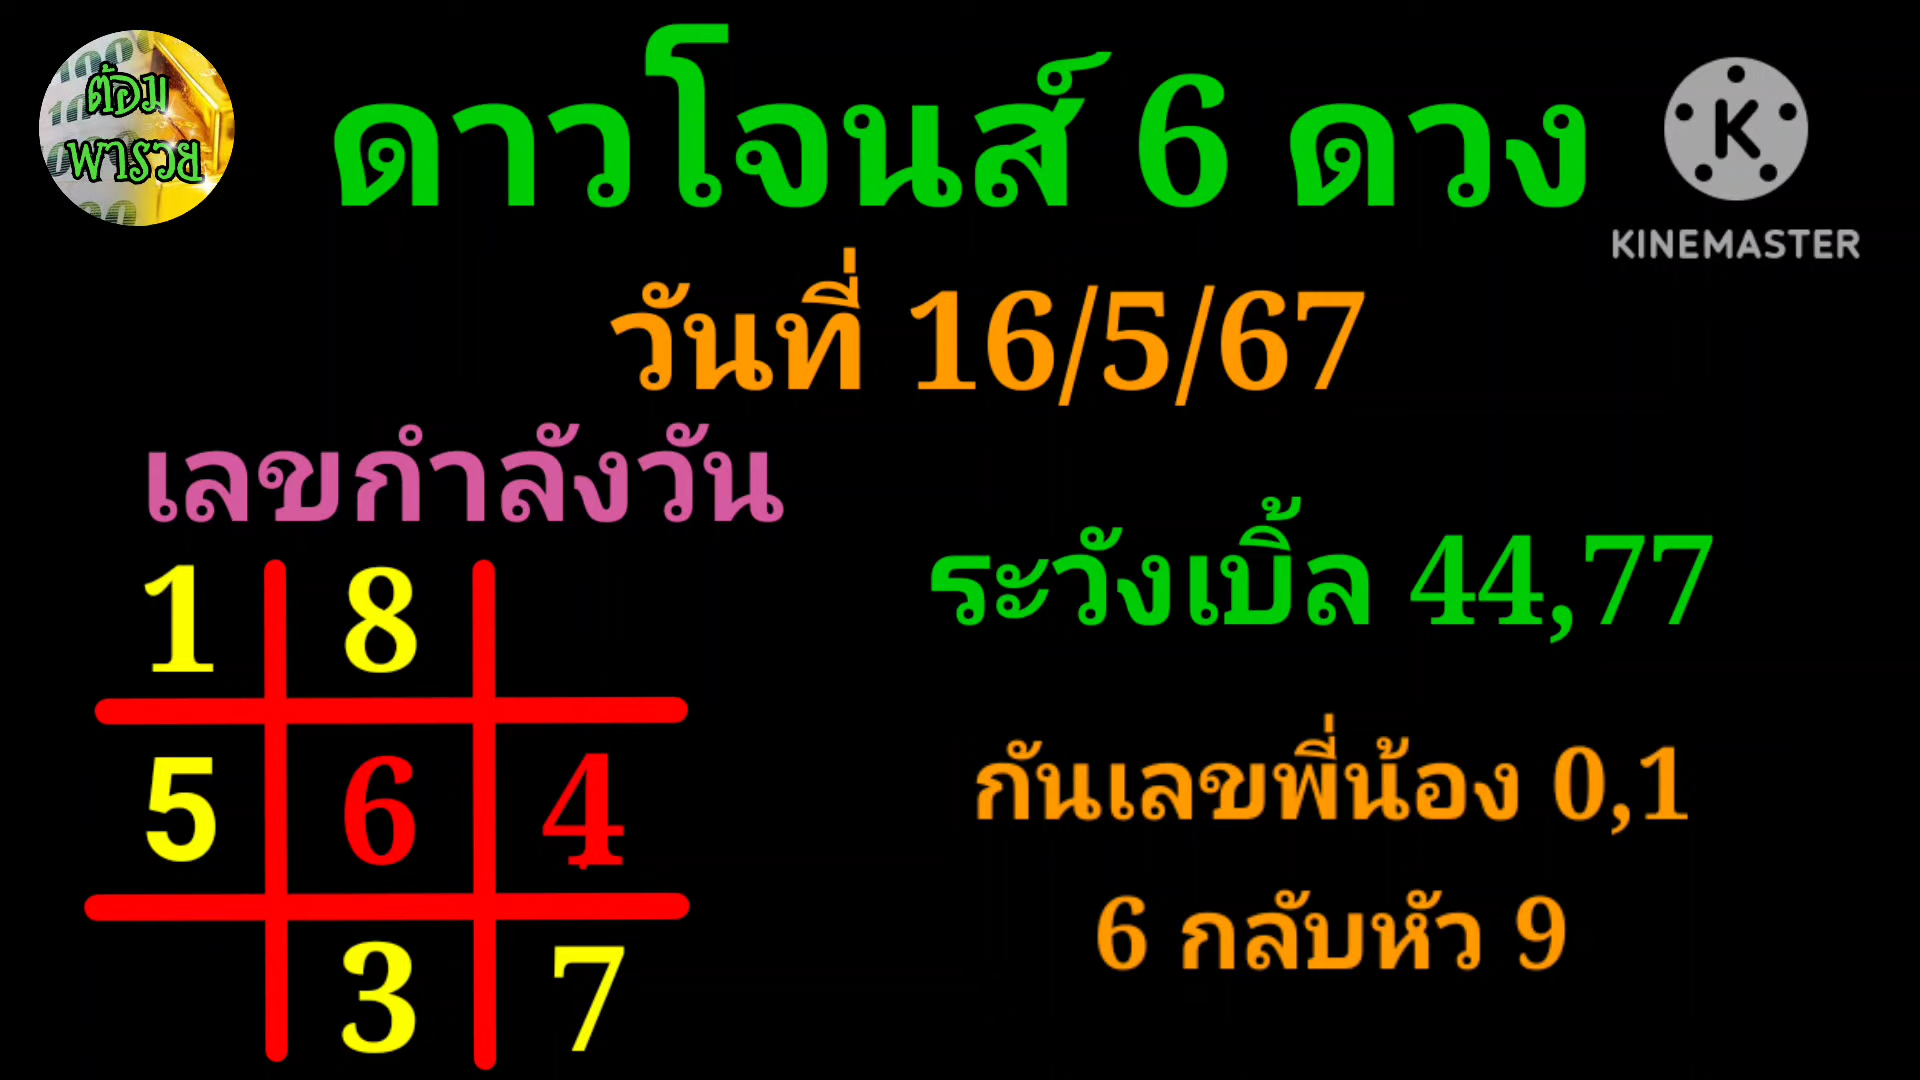 ต้อม
พารวย
ดาวโจนส์ 6 ดวง
KINEMASTER
วันที่ 16/5/67
เลขกำลังวัน
1 8
5 6 4
3 7
ระวังเบิ้ล 44,77
กันเลขพี่น้อง 0,1
6 กลับหัว 9